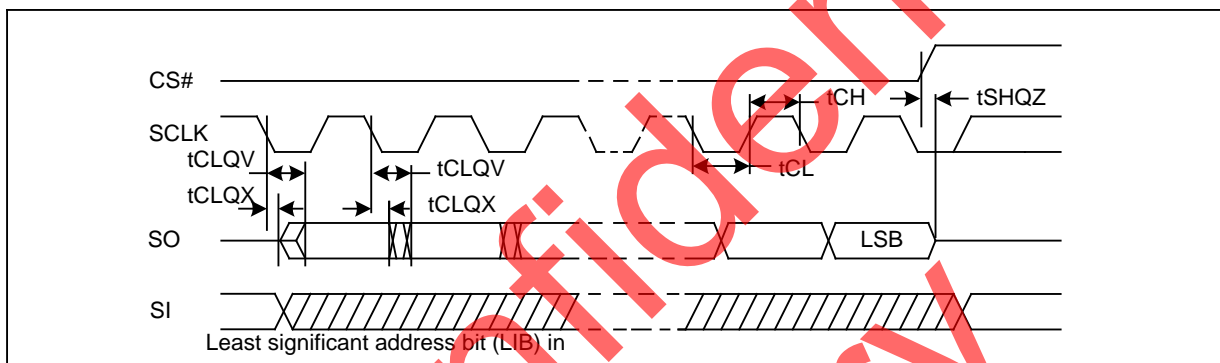 CS#
tCH
tSHQZ
SCLK
tCLQV
tCLQV
tCL
tCLQX
tCLQX
SO
LSB
SI
Least significant address bit (LIB) in